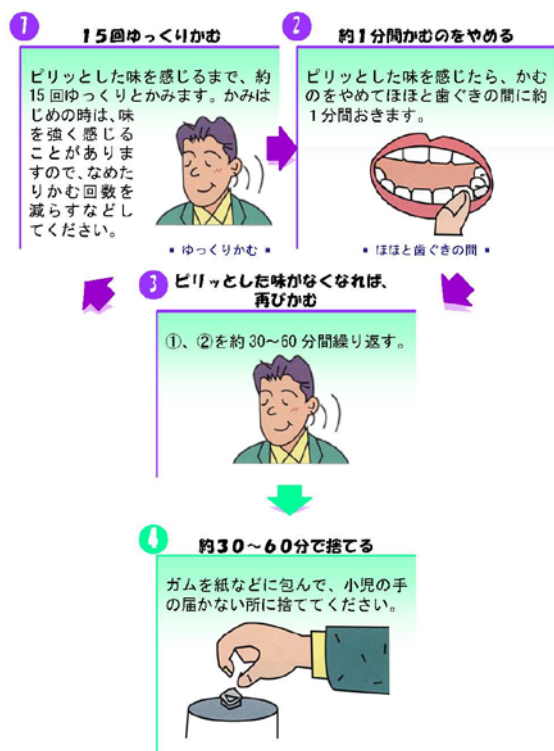 1
15回ゆっくりかむ
ピリッとした味を感じるまで、約
15回ゆっくりとかみます。かみは
じめの時は、味
を強く感じる
ことがありま
すので、なめた
りかむ回数を
減らすなどし
てください。
▪ ゆっくりかむ ▪
2
約1分間かむのをやめる
ピリッとした味を感じたら、かむ
のをやめてほほと歯ぐきの間に約
1分間おきます。
▪ ほほと歯ぐきの間 ▪
3
ピリッとした味がなくなれば、
再びかむ
①、②を約30～60分間繰り返す。
4
約30～60分で捨てる
ガムを紙などに包んで、小児の手
の届かない所に捨ててください。